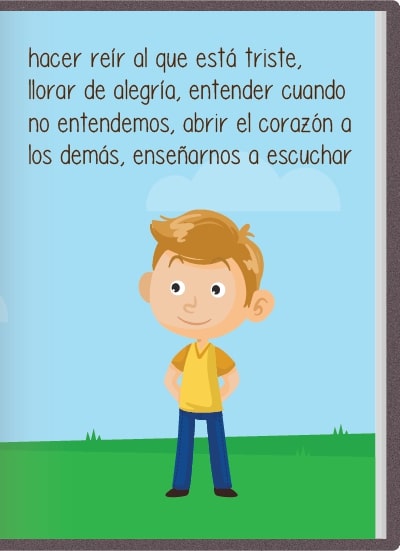 hacer reír al que está triste,
llorar de alegría, entender cuando
no entendemos, abrir el corazón a
los demás, enseñarnos a escuchar